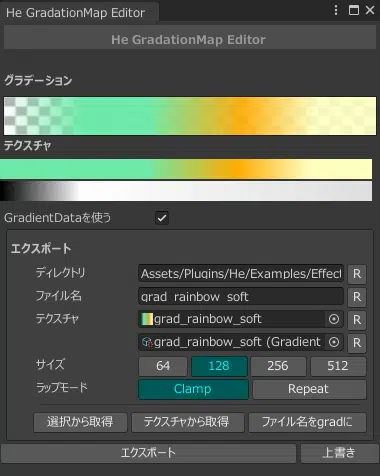 He GradationMap Editor
He GradationMap Editor
グラデーション
テクスチャ
GradientDataを使う
エクスポート
ディレクトリ Assets/Plugins/He/Examples/Effect R
ファイル名 grad_rainbow_soft R
テクスチャ grad_rainbow_soft R
grad_rainbow_soft (Gradient R
サイズ 64 128 256 512
ラップモード Clamp Repeat
選択から取得 テクスチャから取得 ファイル名をgradに
エクスポート 上書き